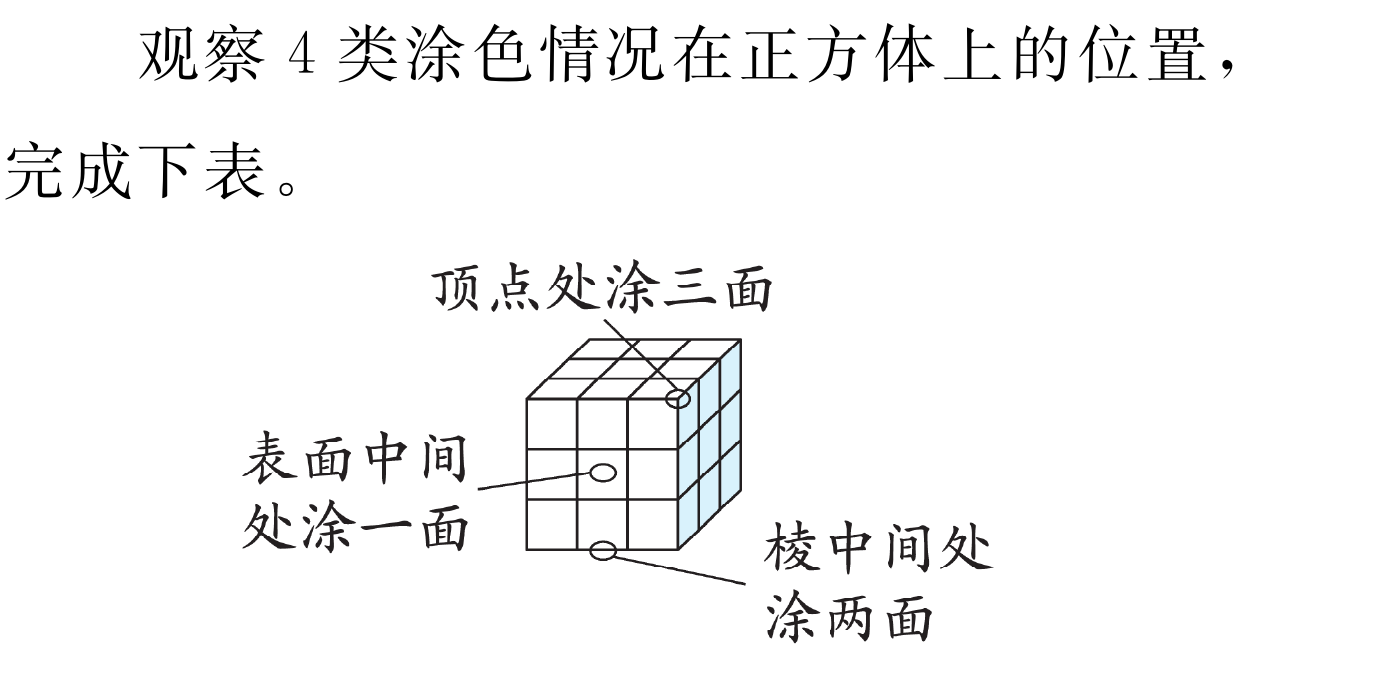 观察 4 类涂色情况在正方体上的位置，
完成下表。
顶点处涂三面
表面中间
处涂一面
棱中间处
涂两面